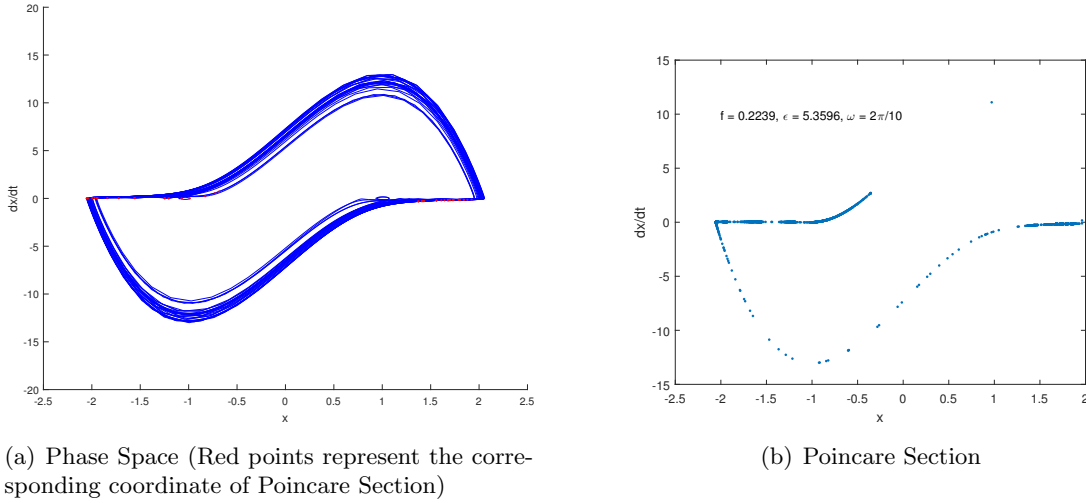 20
15
10
5
0
-5
-10
-15
-20
dx/dt
-2.5 -2 -1.5 -1 -0.5 0 0.5 1 1.5 2 2.5
x
(a) Phase Space (Red points represent the corre-
sponding coordinate of Poincare Section)
15
10
5
0
-5
-10
-15
dx/dt
f = 0.2239, ϵ = 5.3596, ω = 2π/10
-2.5 -2 -1.5 -1 -0.5 0 0.5 1 1.5 2
x
(b) Poincare Section